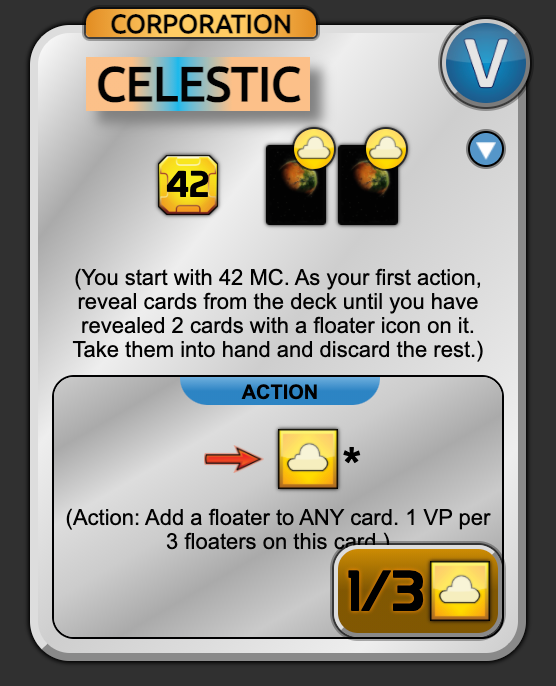 CORPORATION
CELESTIC
V
42
(You start with 42 MC. As your first action,
reveal cards from the deck until you have
revealed 2 cards with a floater icon on it.
Take them into hand and discard the rest.)
ACTION
*
(Action: Add a floater to ANY card. 1 VP per
3 floaters on this card.)
1/3